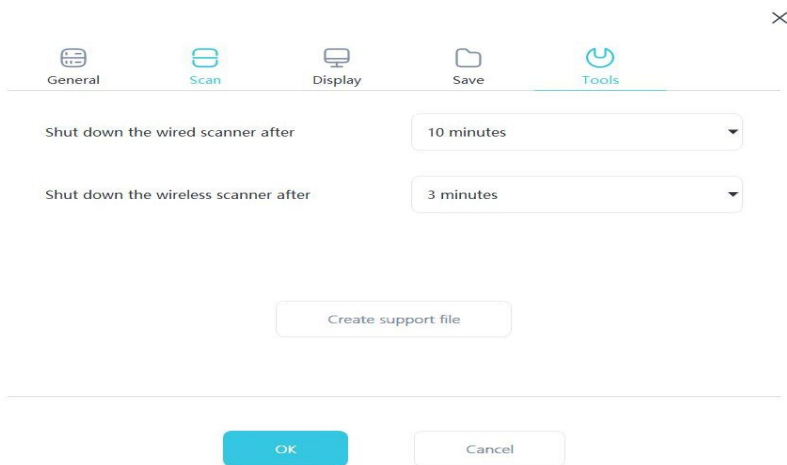 General Scan Display Save Tools
Shut down the wired scanner after 10 minutes
Shut down the wireless scanner after 3 minutes
Create support file
OK Cancel